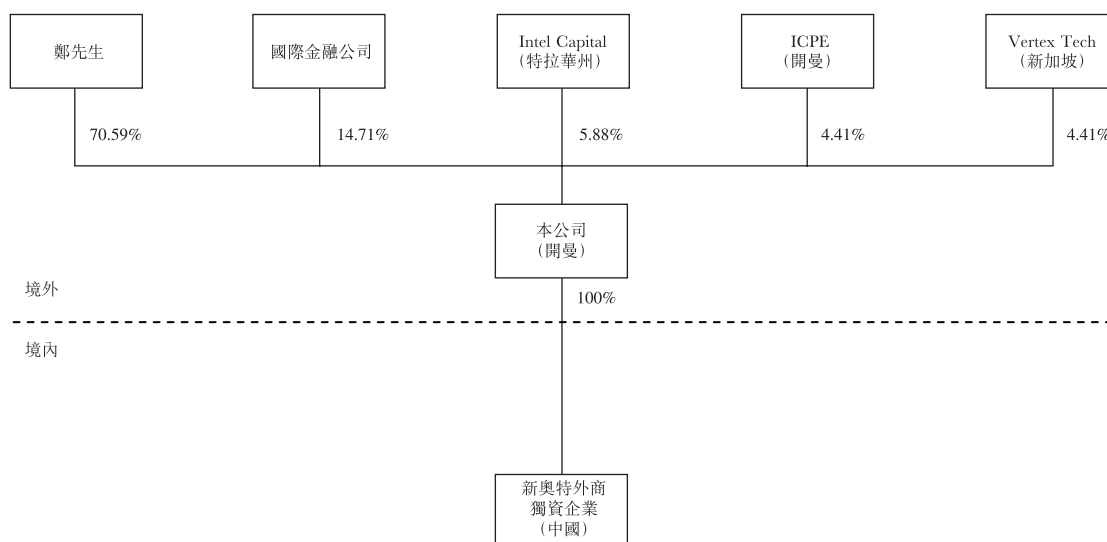 鄭先生
國際金融公司
Intel Capital
(特拉華州)
ICPE
(開曼)
Vertex Tech
(新加坡)
70.59%
14.71%
5.88%
4.41%
4.41%
本公司
(開曼)
境外
100%
境內
新奧特外商
獨資企業
(中國)